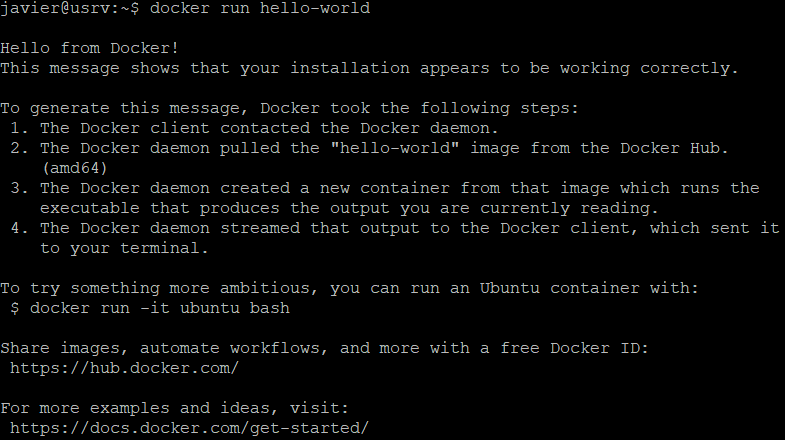 javier@usrv:~$ docker run hello-world
Hello from Docker!
This message shows that your installation appears to be working correctly.
To generate this message, Docker took the following steps:
1. The Docker client contacted the Docker daemon.
2. The Docker daemon pulled the "hello-world" image from the Docker Hub.
(amd64)
3. The Docker daemon created a new container from that image which runs the
executable that produces the output you are currently reading.
4. The Docker daemon streamed that output to the Docker client, which sent it
to your terminal.
To try something more ambitious, you can run an Ubuntu container with:
$ docker run -it ubuntu bash
Share images, automate workflows, and more with a free Docker ID:
https://hub.docker.com/
For more examples and ideas, visit:
https://docs.docker.com/get-started/